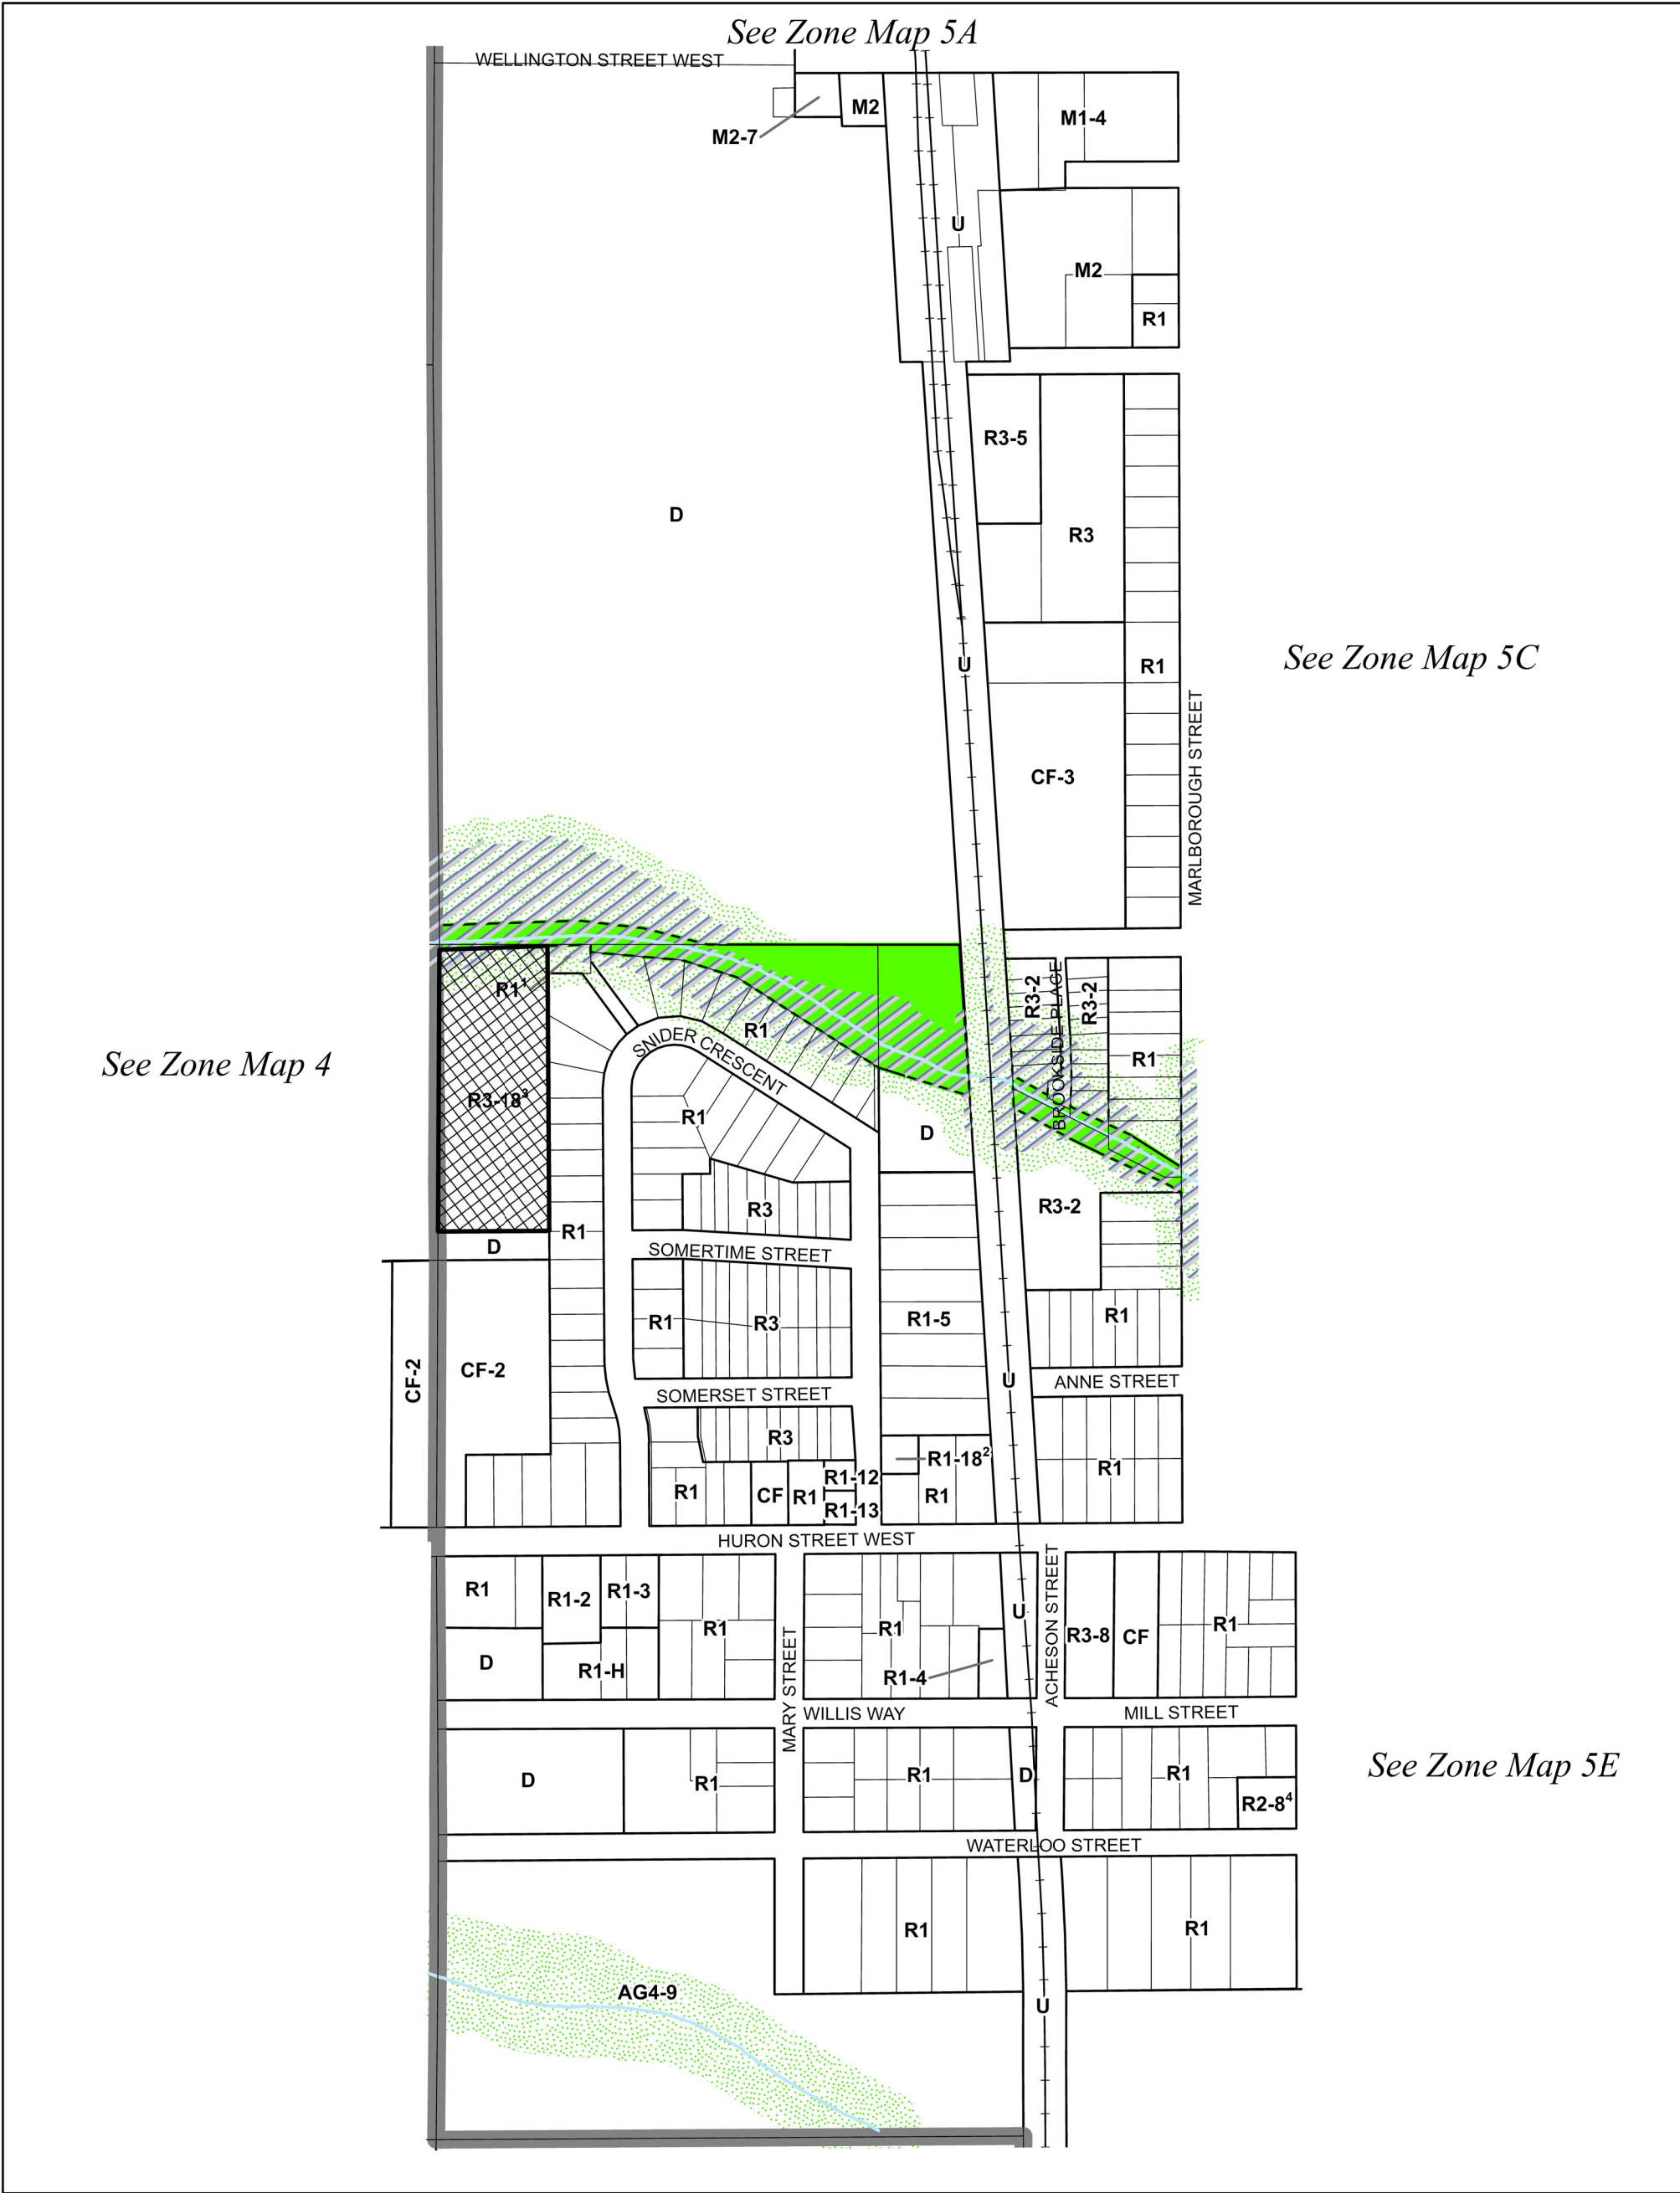 See Zone Map 5A
WELLINGTON STREET WEST
M2
M2-7
M1-4
U
M2
R1
R3-5
D
R3
U
R1
See Zone Map 5C
MARLBOROUGH STREET
CF-3
R1¹
R3-2
BROOKSIDE PLACE
R3-2
R1
SNIDER CRESCENT
R1
See Zone Map 4
R3-18³
R1
D
R3
R3-2
R1
D
SOMERTIME STREET
R1
R3
R1-5
R1
CF-2
CF-2
U
ANNE STREET
SOMERSET STREET
R3
R1-18²
R1
R1-12
R1
CF
R1
R1-13
R1
HURON STREET WEST
R1
R1-2
R1-3
R1
R1
U
ACHESON STREET
R3-8
CF
R1
D
R1-H
MARY STREET
R1-4
WILLIS WAY
MILL STREET
D
R1
R1
D
R1
See Zone Map 5E
R2-8⁴
WATERLOO STREET
R1
R1
AG4-9
U